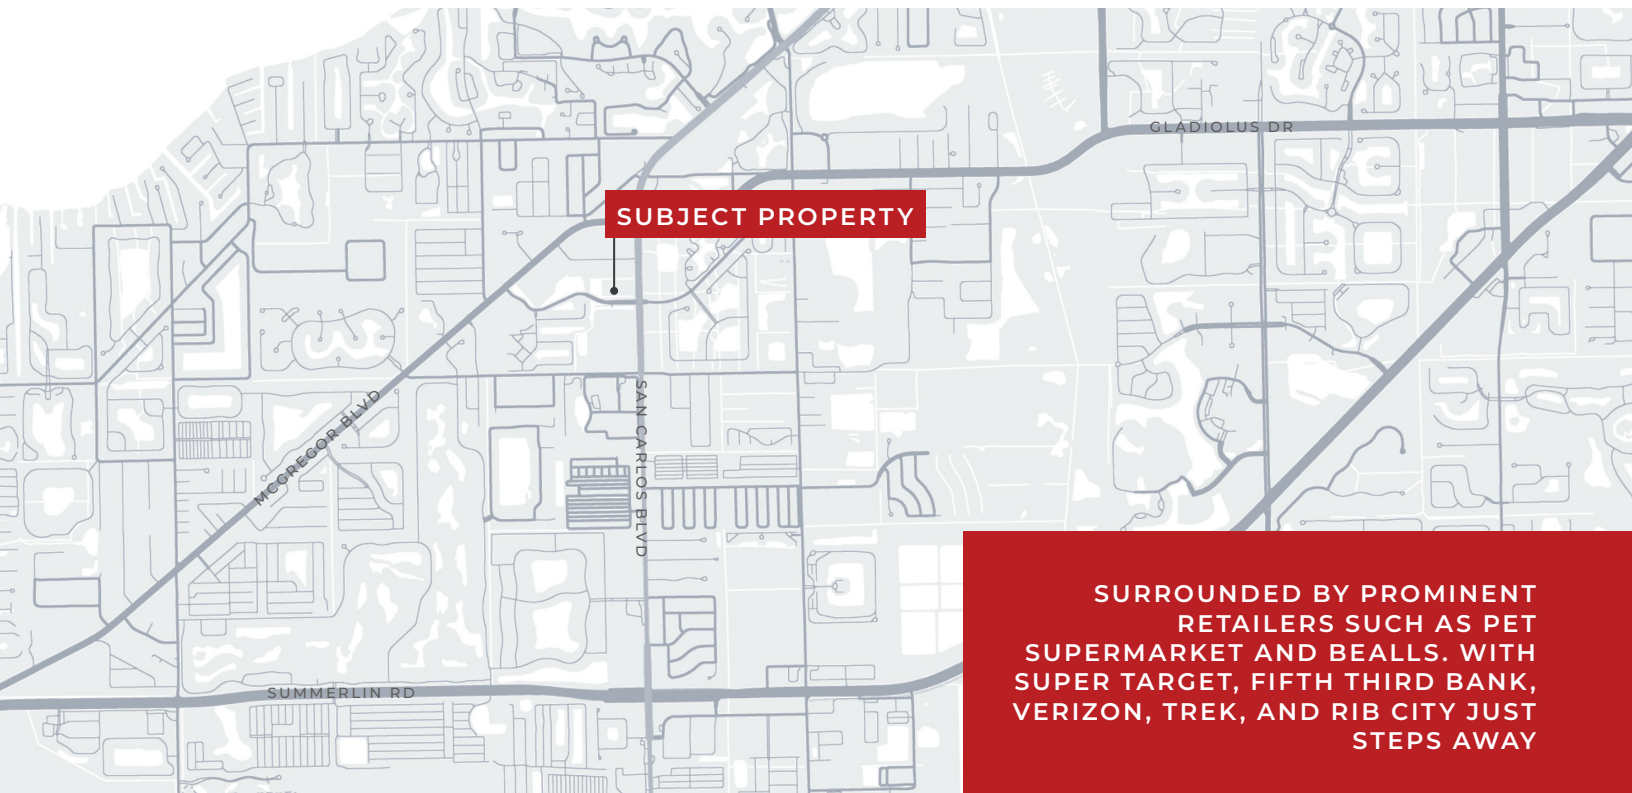 GLADIOLUS DR
SUBJECT PROPERTY
MCGREGOR BLVD
SAN CARLOS BLVD
SURROUNDED BY PROMINENT
RETAILERS SUCH AS PET
SUPERMARKET AND BEALLS. WITH
SUPER TARGET, FIFTH THIRD BANK,
VERIZON, TREK, AND RIB CITY JUST
STEPS AWAY
SUMMERLIN RD